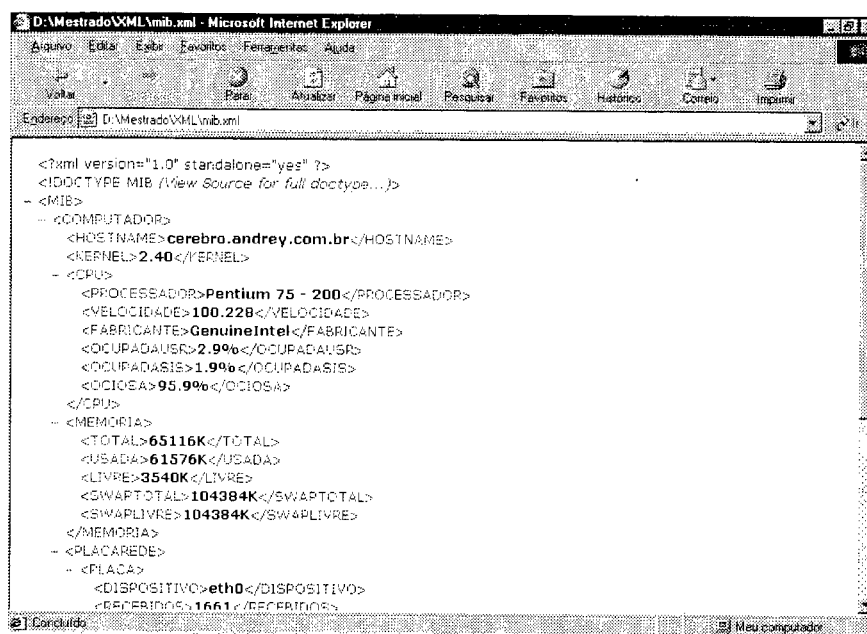 D:\Mestrado\XML\mib.xml - Microsoft Internet Explorer
Arquivo Editar Exibir Favoritos Ferramentas Ajuda
Voltar Parar Atualizar Página inicial Pesquisar Favoritos Histórico Correio Imprimir
Endereço D:\Mestrado\XML\mib.xml
<?xml version="1.0" standalone="yes" ?>
<!DOCTYPE MIB (View Source for full doctype...)>
- <MIB>
- <COMPUTADOR>
<HOSTNAME>cerebro.andrey.com.br</HOSTNAME>
<KERNEL>2.40</KERNEL>
- <CPU>
<PROCESSADOR>Pentium 75 - 200</PROCESSADOR>
<VELOCIDADE>100.228</VELOCIDADE>
<FABRICANTE>GenuineIntel</FABRICANTE>
<OCUPADAUSR>2.9%</OCUPADAUSR>
<OCUPADASIS>1.9%</OCUPADASIS>
<OCIOSA>95.9%</OCIOSA>
</CPU>
- <MEMORIA>
<TOTAL>65116K</TOTAL>
<USADA>61576K</USADA>
<LIVRE>3540K</LIVRE>
<SWAPTOTAL>104384K</SWAPTOTAL>
<SWAPLIVRE>104384K</SWAPLIVRE>
</MEMORIA>
- <PLACAREDE>
- <PLACA>
<DISPOSITIVO>eth0</DISPOSITIVO>
<RECEBIDOS>1661</RECEBIDOS>
Concluído Meu computador